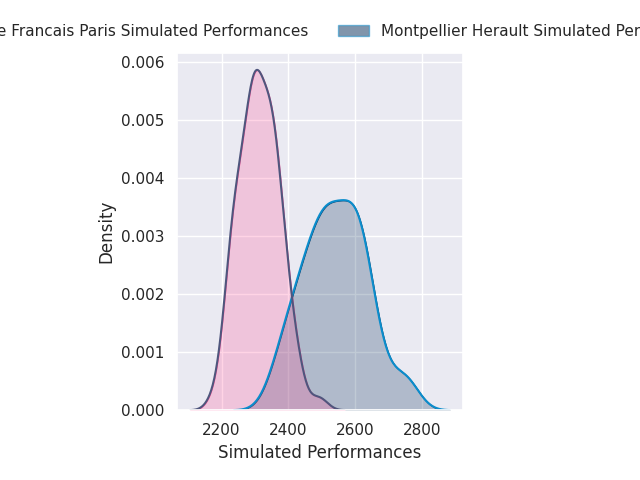 e Francais Paris Simulated Performances
Montpellier Herault Simulated Per
0.006
0.005
0.004
0.003
0.002
0.001
0.000
Density
2200 2400 2600 2800
Simulated Performances